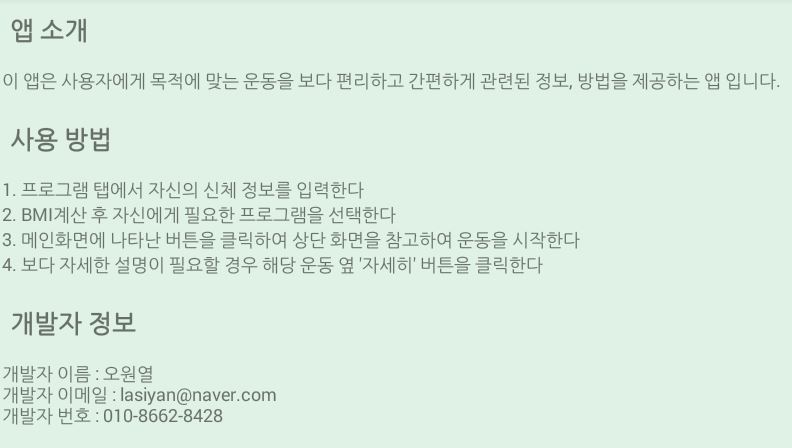 앱 소개
이 앱은 사용자에게 목적에 맞는 운동을 보다 편리하고 간편하게 관련된 정보, 방법을 제공하는 앱 입니다.
사용 방법
1. 프로그램 탭에서 자신의 신체 정보를 입력한다
2. BMI계산 후 자신에게 필요한 프로그램을 선택한다
3. 메인화면에 나타난 버튼을 클릭하여 상단 화면을 참고하여 운동을 시작한다
4. 보다 자세한 설명이 필요할 경우 해당 운동 옆 '자세히' 버튼을 클릭한다
개발자 정보
개발자 이름 : 오원열
개발자 이메일 : lasiyan@naver.com
개발자 번호 : 010-8662-8428